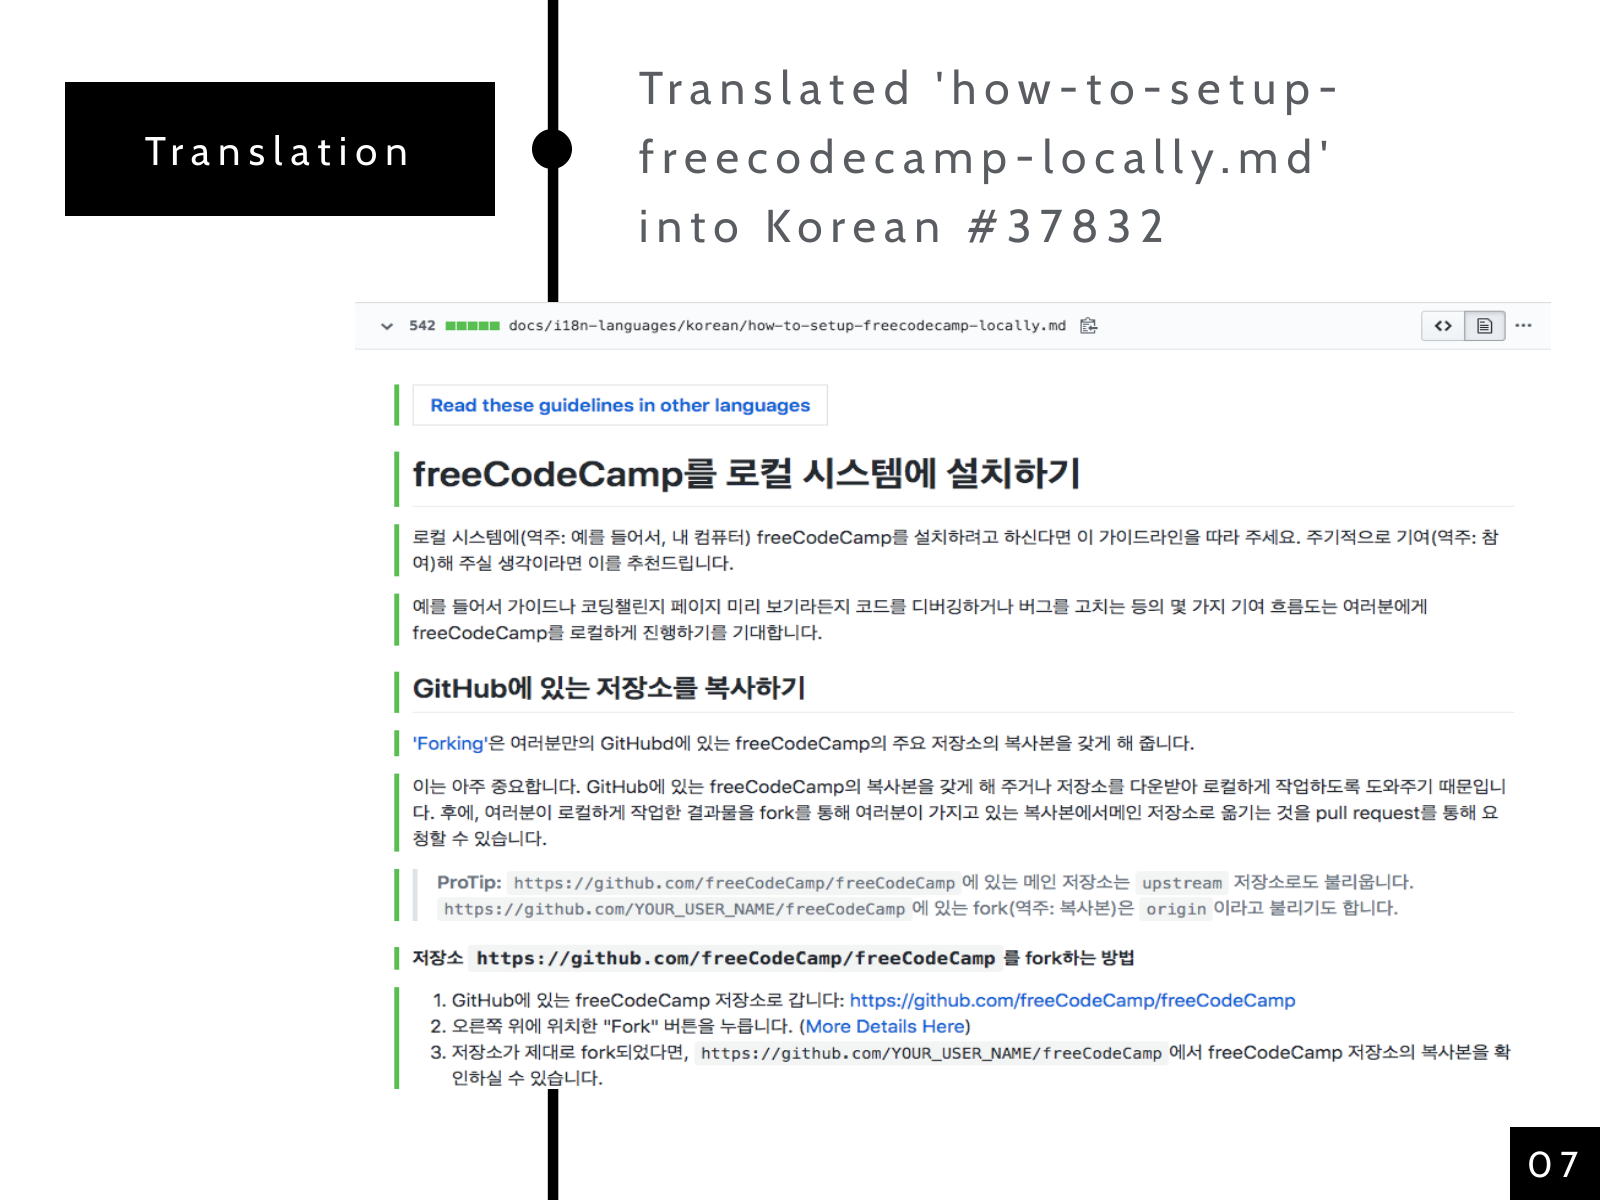 Translation
Translated 'how-to-setup-
freecodecamp-locally.md'
into Korean #37832
542 docs/i18n-languages/korean/how-to-setup-freecodecamp-locally.md
Read these guidelines in other languages
freeCodeCamp를 로컬 시스템에 설치하기
로컬 시스템에(역주: 예를 들어서, 내 컴퓨터) freeCodeCamp를 설치하려고 하신다면 이 가이드라인을 따라 주세요. 주기적으로 기여(역주: 참
여)해 주실 생각이라면 이를 추천드립니다.
예를 들어서 가이드나 코딩챌린지 페이지 미리 보기라든지 코드를 디버깅하거나 버그를 고치는 등의 몇 가지 기여 흐름도는 여러분에게
freeCodeCamp를 로컬하게 진행하기를 기대합니다.
GitHub에 있는 저장소를 복사하기
'Forking'은 여러분만의 GitHubd에 있는 freeCodeCamp의 주요 저장소의 복사본을 갖게 해 줍니다.
이는 아주 중요합니다. GitHub에 있는 freeCodeCamp의 복사본을 갖게 해 주거나 저장소를 다운받아 로컬하게 작업하도록 도와주기 때문입니
다. 후에, 여러분이 로컬하게 작업한 결과물을 fork를 통해 여러분이 가지고 있는 복사본에서메인 저장소로 옮기는 것을 pull request를 통해 요
청할 수 있습니다.
ProTip: https://github.com/freeCodeCamp/freeCodeCamp 에 있는 메인 저장소는 upstream 저장소로도 불리웁니다.
https://github.com/YOUR_USER_NAME/freeCodeCamp 에 있는 fork(역주: 복사본)은 origin 이라고 불리기도 합니다.
저장소 https://github.com/freeCodeCamp/freeCodeCamp 를 fork하는 방법
1. GitHub에 있는 freeCodeCamp 저장소로 갑니다: https://github.com/freeCodeCamp/freeCodeCamp
2. 오른쪽 위에 위치한 "Fork" 버튼을 누릅니다. (More Details Here)
3. 저장소가 제대로 fork되었다면, https://github.com/YOUR_USER_NAME/freeCodeCamp 에서 freeCodeCamp 저장소의 복사본을 확
인하실 수 있습니다.
07